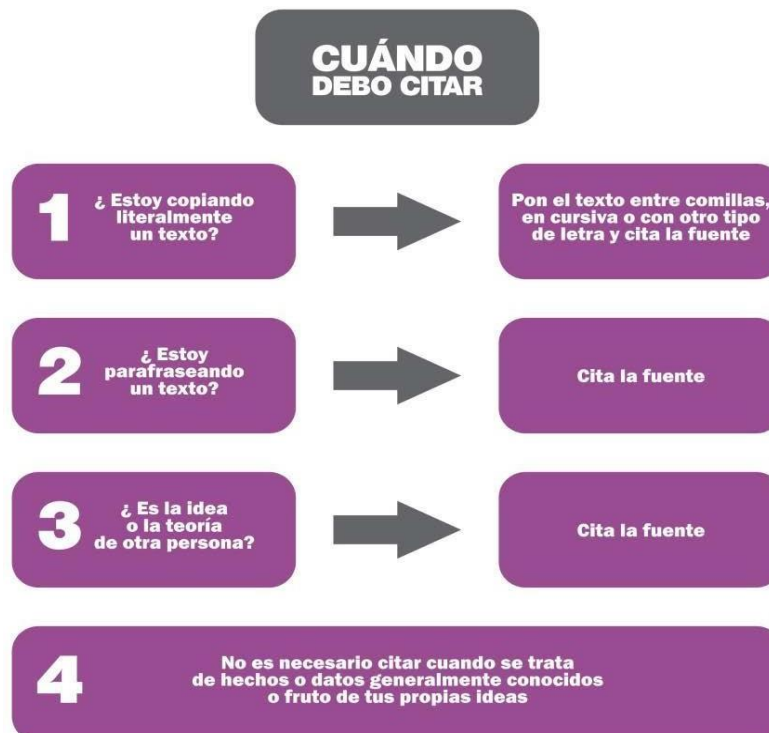 CUÁNDO
DEBO CITAR
1
¿ Estoy copiando
literalmente
un texto?
Pon el texto entre comillas,
en cursiva o con otro tipo
de letra y cita la fuente
2
¿ Estoy
parafraseando
un texto?
Cita la fuente
3
¿ Es la idea
o la teoría
de otra persona?
Cita la fuente
4
No es necesario citar cuando se trata
de hechos o datos generalmente conocidos
o fruto de tus propias ideas